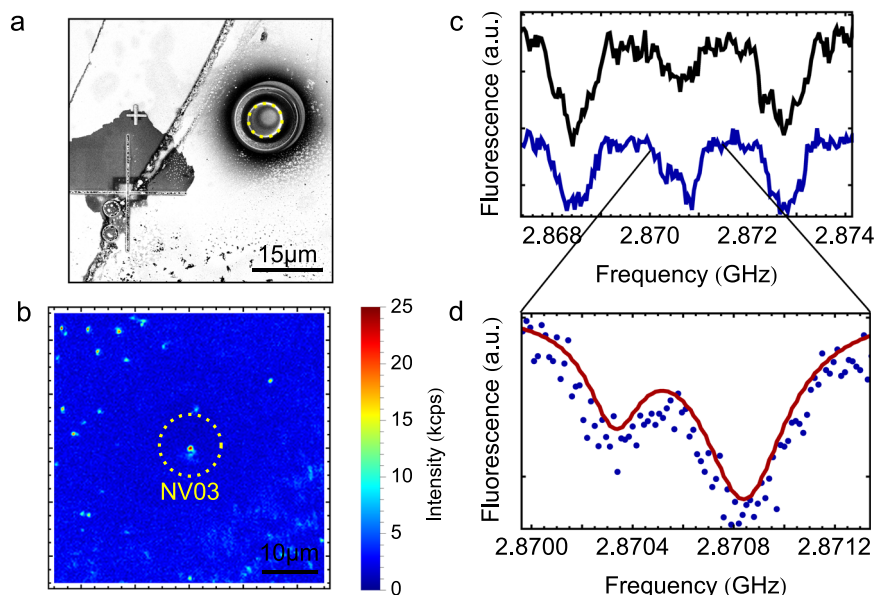 a
15μm
b
NV03
10μm
25
20
15
10
5
0
Intensity (kcps)
c
Fluorescence (a.u.)
2.868 2.870 2.872 2.874
Frequency (GHz)
d
Fluorescence (a.u.)
2.8700 2.8704 2.8708 2.8712
Frequency (GHz)